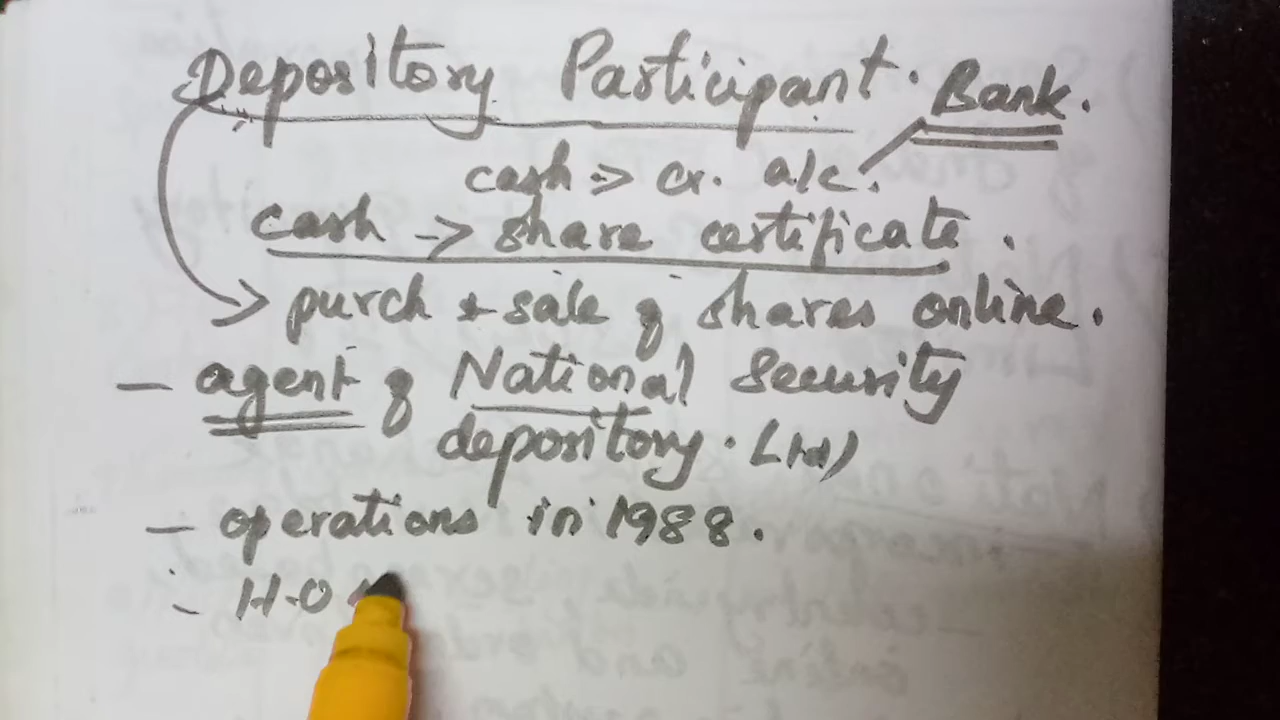 Depository Participant. Bank.
cash -> cr. a/c.
cash -> share certificate.
-> purch & sale of shares online.
- agent of National Security
depository. Ltd)
- operations in 1988.
- H.O